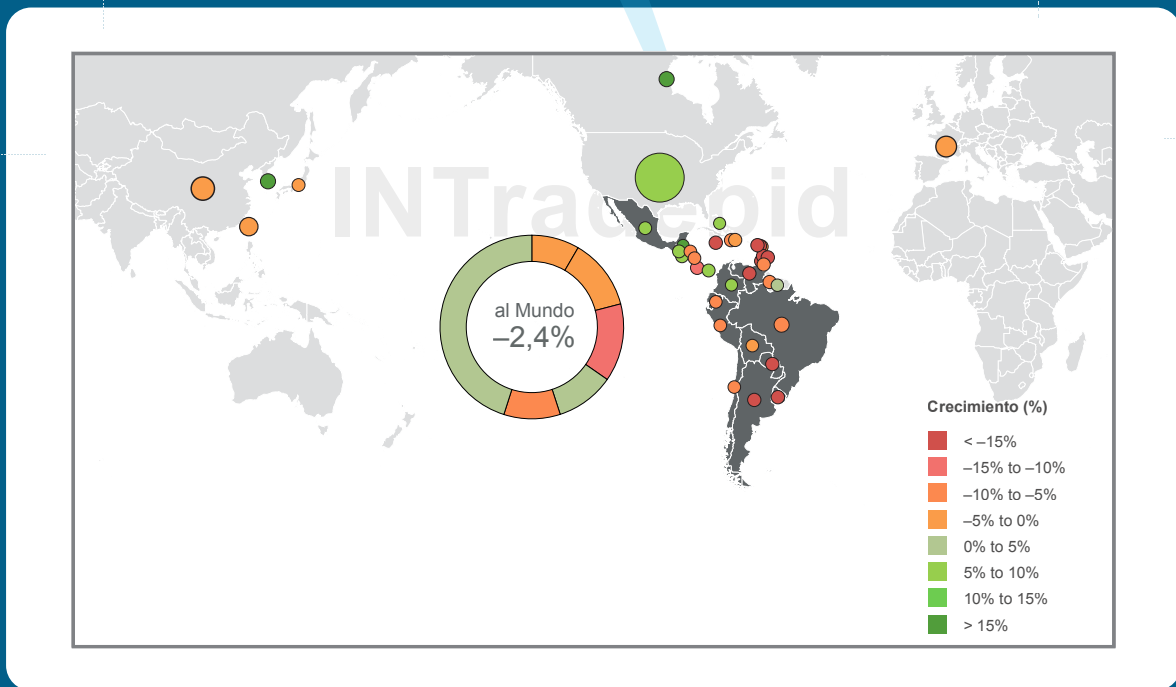 INTradebid
al Mundo
–2,4%
Crecimiento (%)
< –15%
–15% to –10%
–10% to –5%
–5% to 0%
0% to 5%
5% to 10%
10% to 15%
> 15%